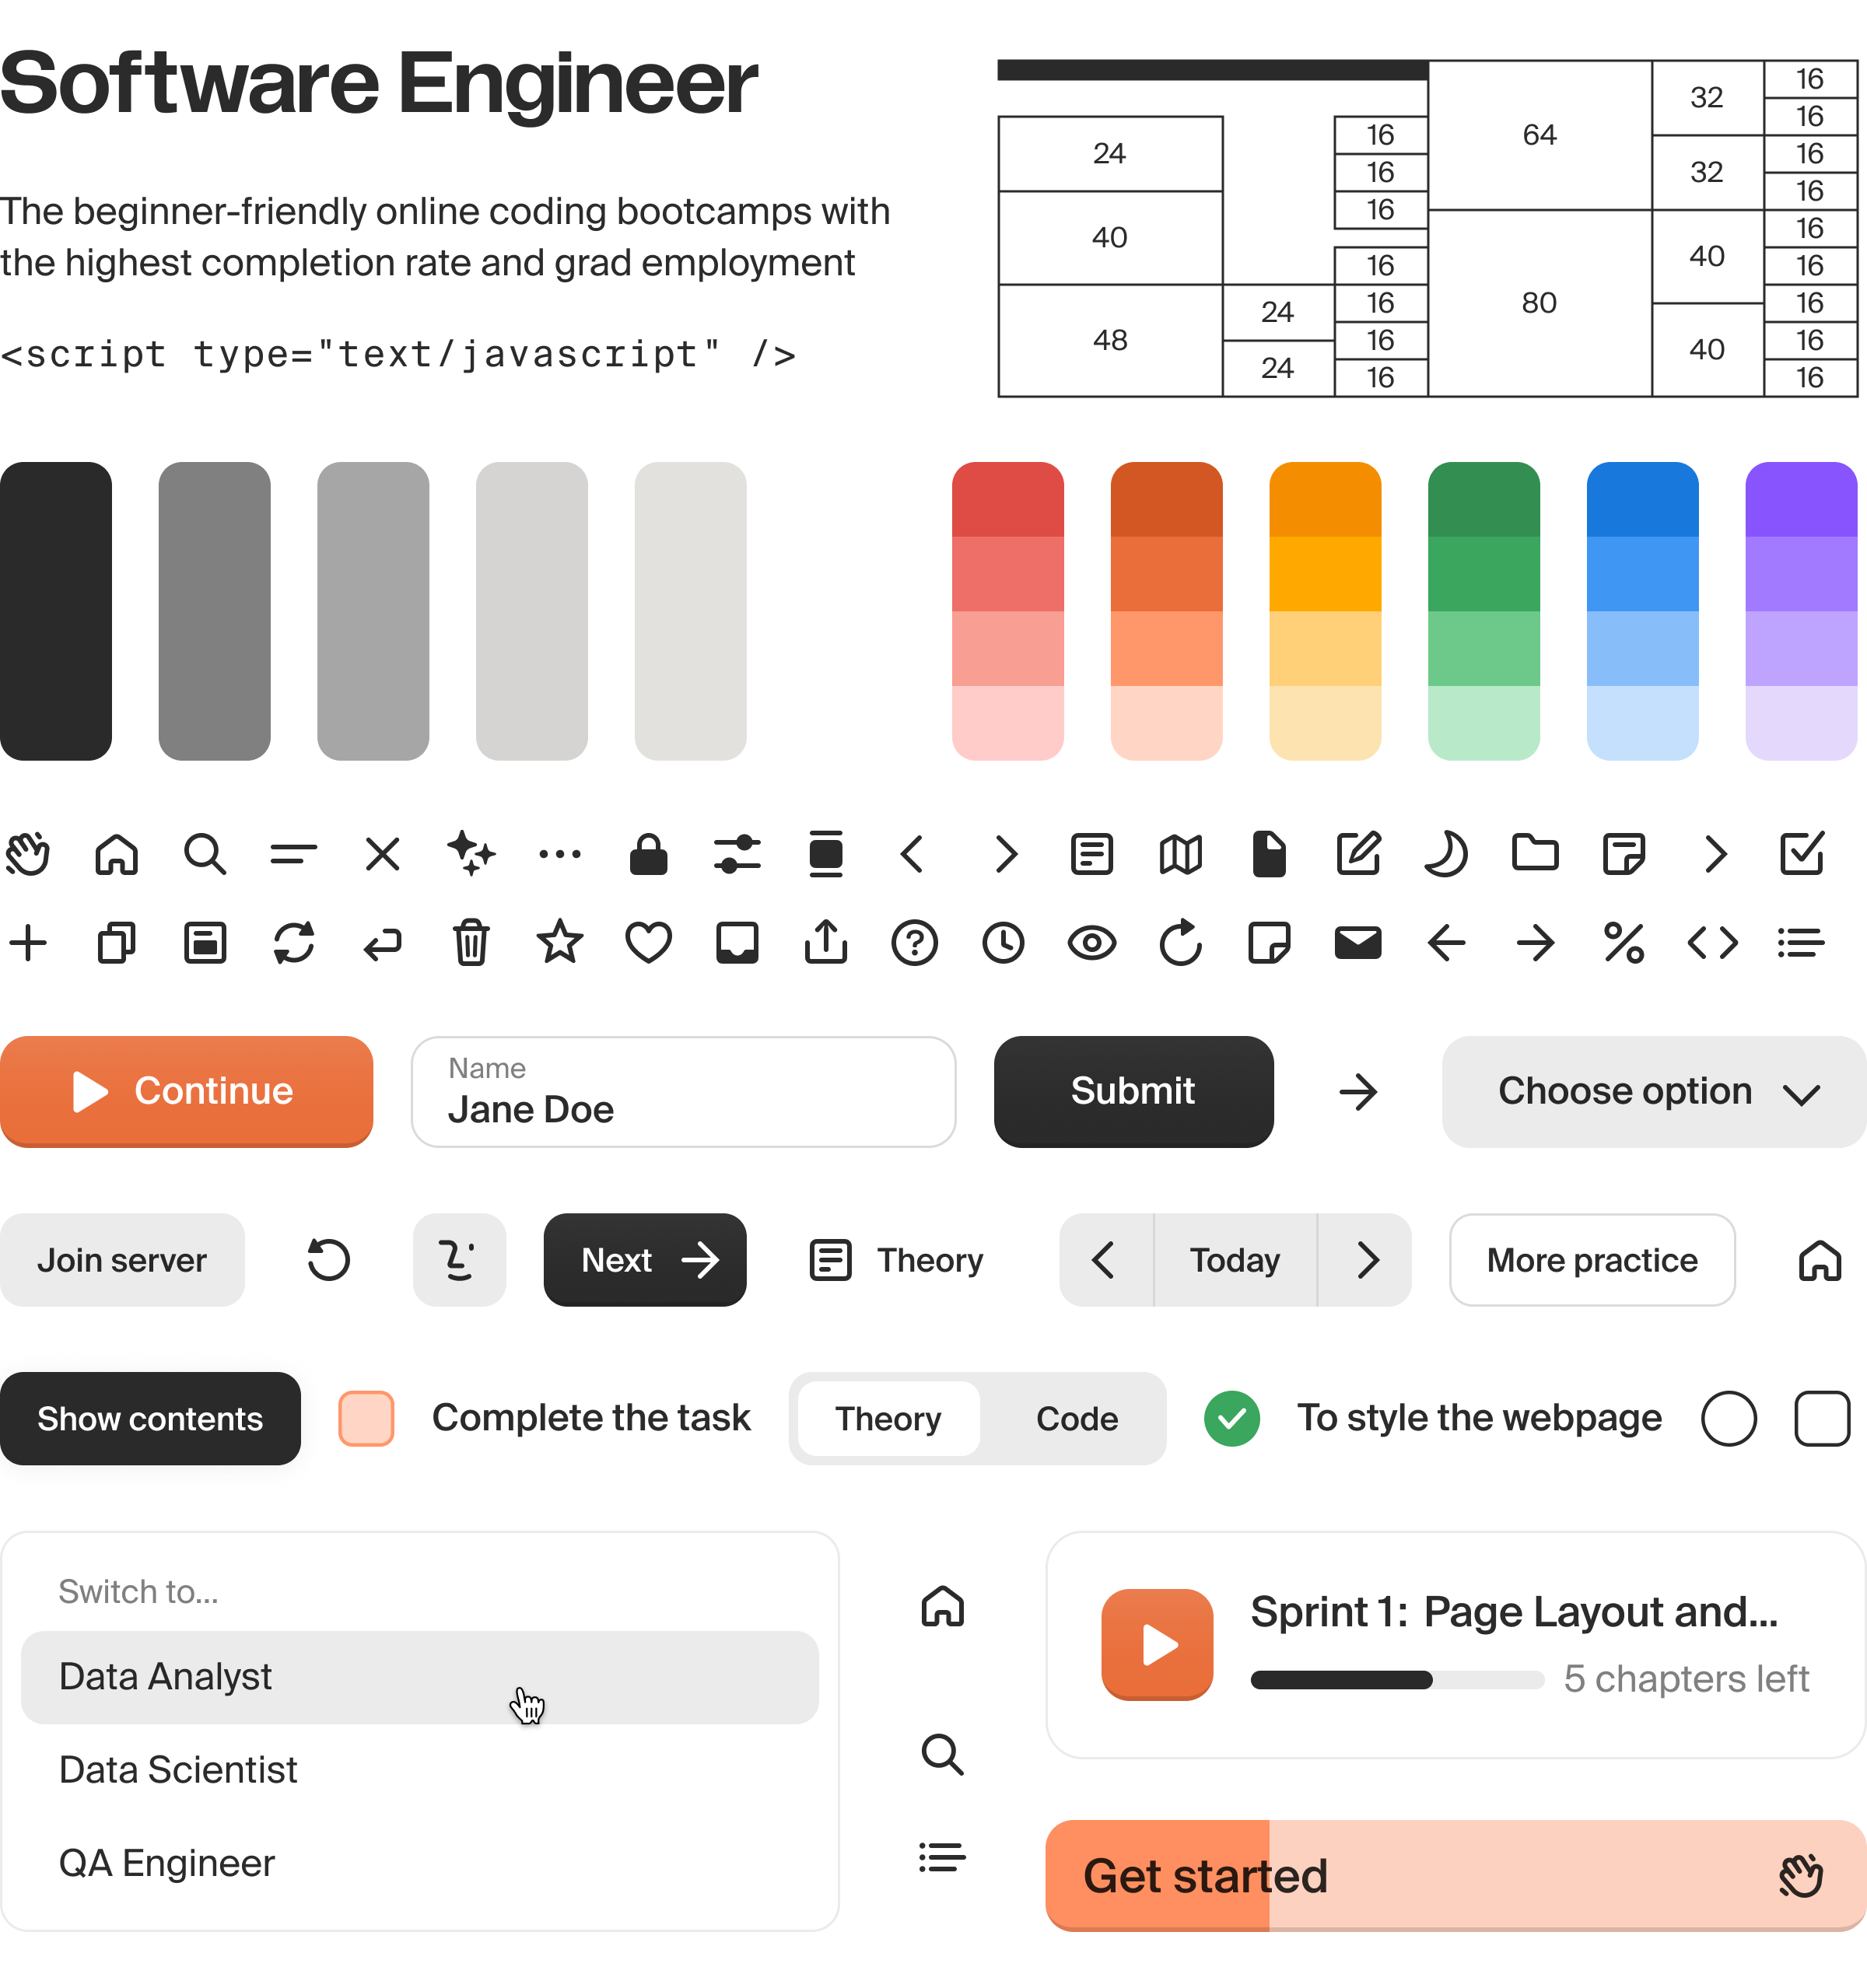 Software Engineer
The beginner-friendly online coding bootcamps with
the highest completion rate and grad employment
<script type="text/javascript" />
24
40
48
24
24
16
16
16
16
16
16
16
64
80
32
32
40
40
16
16
16
16
16
16
16
16
16
Continue
Name
Jane Doe
Submit
Choose option
Join server
Next
Theory
Today
More practice
Show contents
Complete the task
Theory
Code
To style the webpage
Switch to...
Data Analyst
Data Scientist
QA Engineer
Sprint 1: Page Layout and...
5 chapters left
Get started